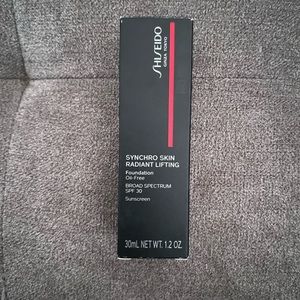 SHISEIDO
GINZA TOKYO
SYNCHRO SKIN
RADIANT LIFTING
Foundation
Oil-Free
BROAD SPECTRUM
SPF 30
Sunscreen
30mL NET WT. 1.2 OZ.